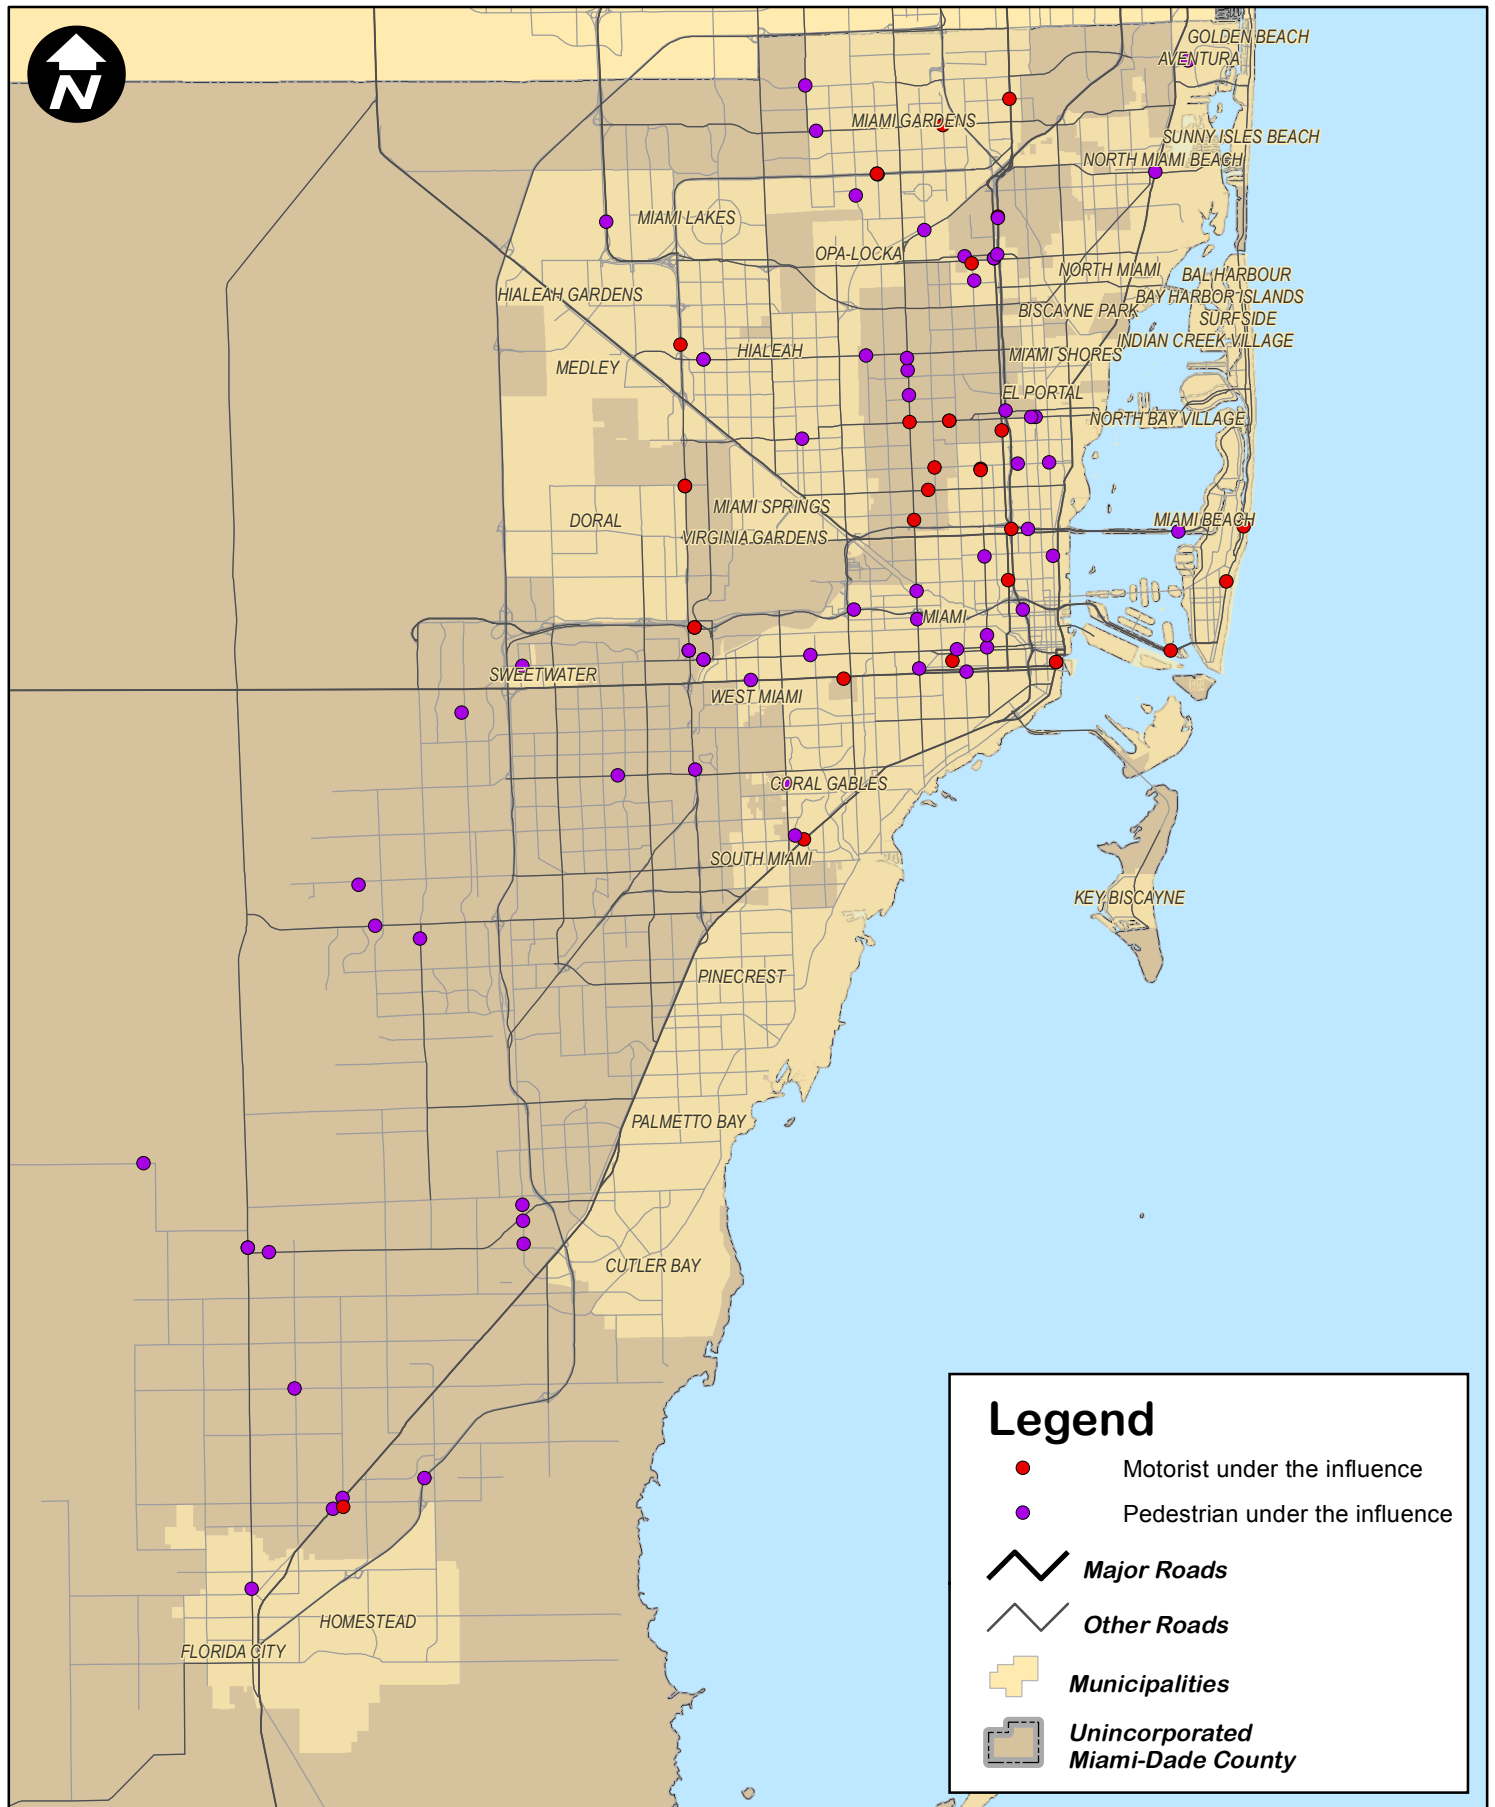 N
GOLDEN BEACH
AVENTURA
MIAMI GARDENS
SUNNY ISLES BEACH
NORTH MIAMI BEACH
MIAMI LAKES
OPA-LOCKA
NORTH MIAMI
BAL HARBOUR
HIALEAH GARDENS
BAY HARBOR ISLANDS
BISCAYNE PARK
SURFSIDE
INDIAN CREEK VILLAGE
HIALEAH
MIAMI SHORES
MEDLEY
EL PORTAL
NORTH BAY VILLAGE
MIAMI SPRINGS
DORAL
MIAMI BEACH
VIRGINIA GARDENS
MIAMI
SWEETWATER
WEST MIAMI
CORAL GABLES
SOUTH MIAMI
KEY BISCAYNE
PINECREST
PALMETTO BAY
CUTLER BAY
HOMESTEAD
FLORIDA CITY
Legend
Motorist under the influence
Pedestrian under the influence
Major Roads
Other Roads
Municipalities
Unincorporated
Miami-Dade County